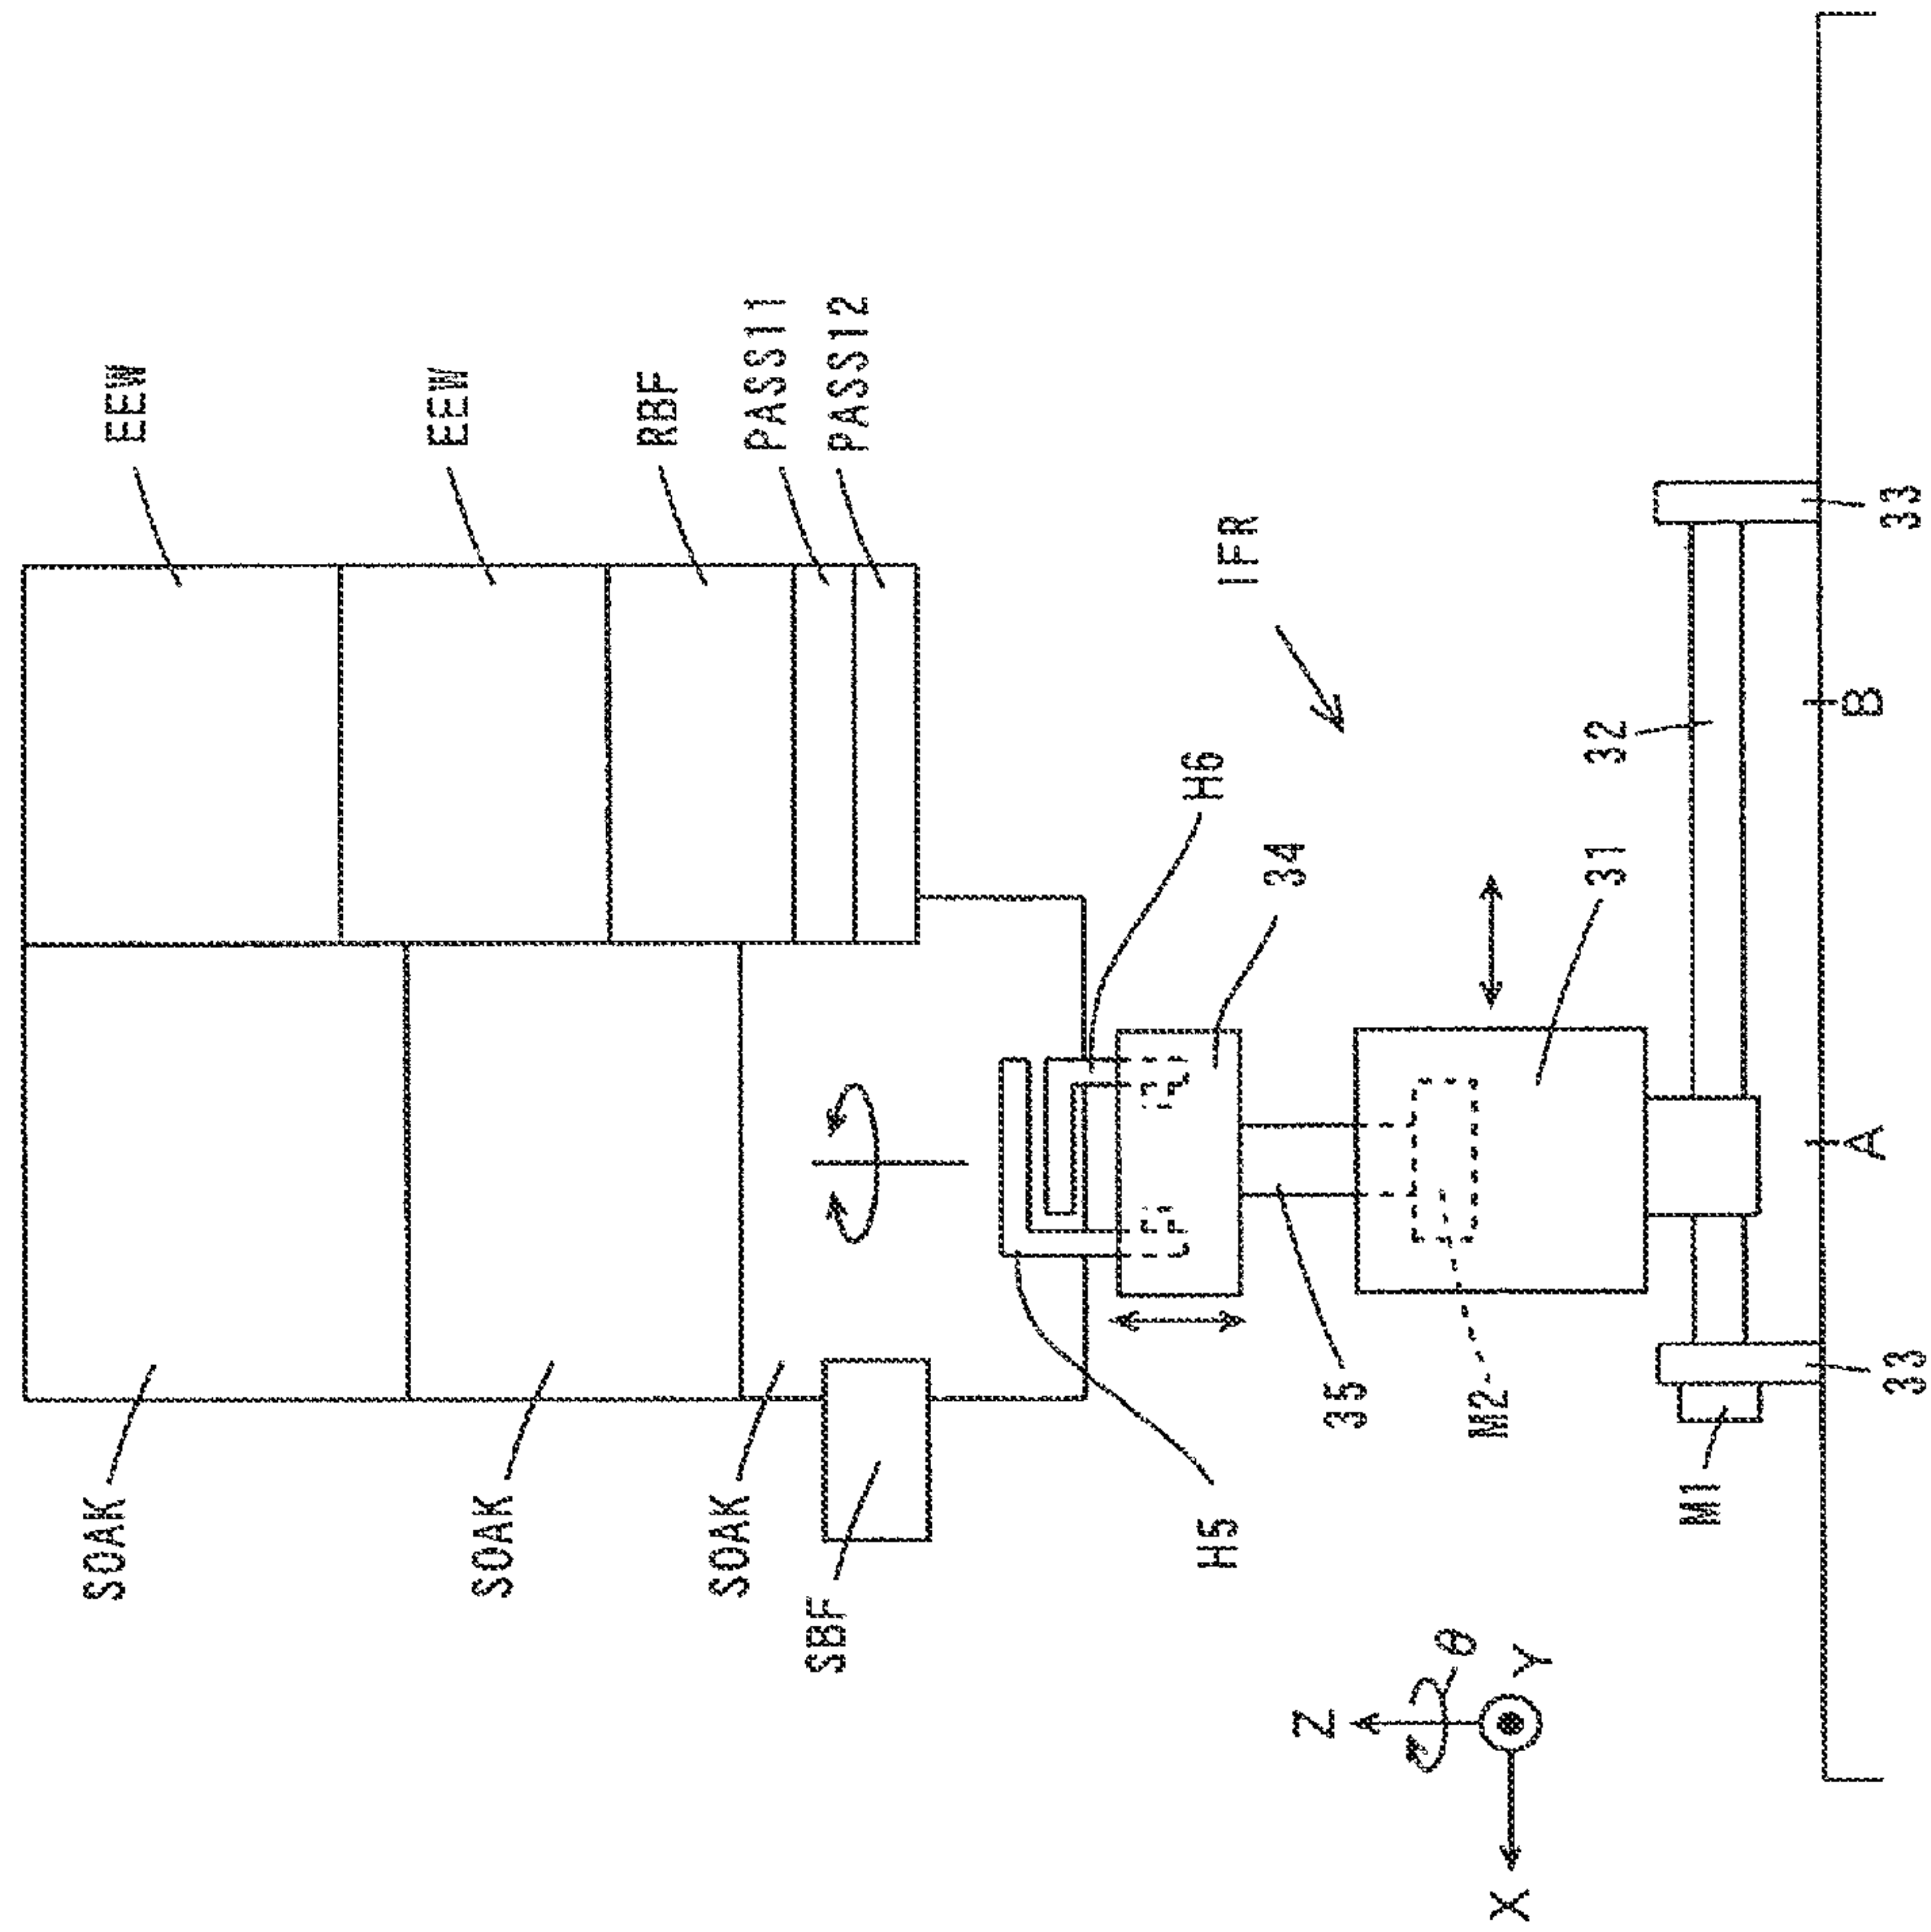 SOAK
EEW
EEW
SOAK
RBF
SOAK
PASS11
SBF
PASS12
H6
H5
IFR
34
Z
35
θ
M2
X
Y
31
32
M1
A
B
33
33